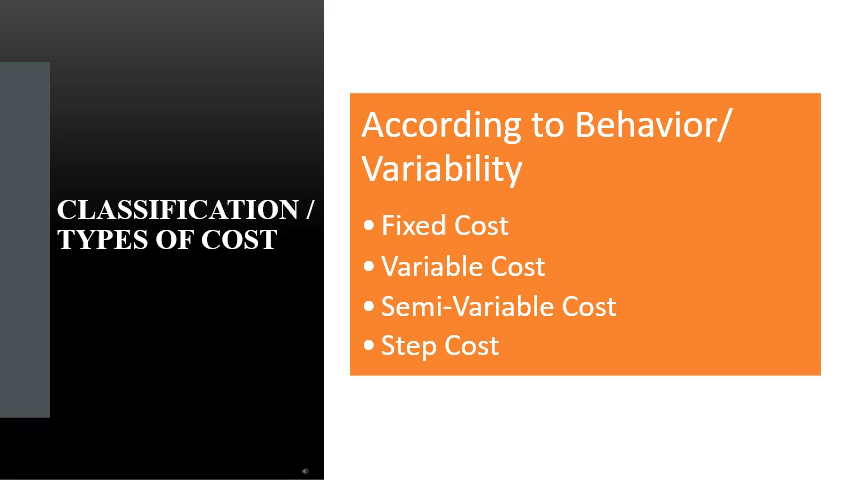 CLASSIFICATION /
TYPES OF COST
According to Behavior/
Variability
• Fixed Cost
• Variable Cost
• Semi-Variable Cost
• Step Cost